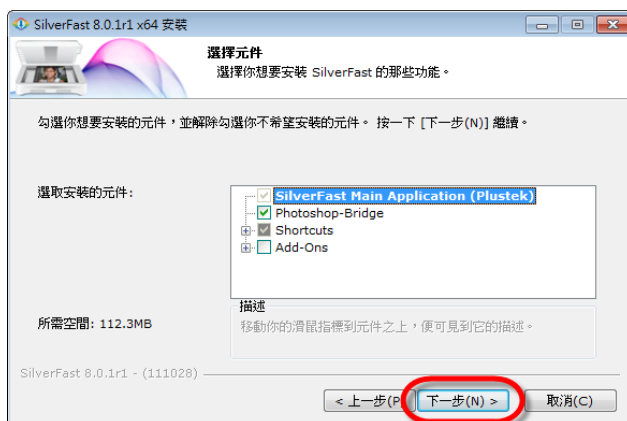 SilverFast 8.0.1r1 x64 安裝
選擇元件
選擇你想要安裝 SilverFast 的那些功能。
勾選你想要安裝的元件，並解除勾選你不希望安裝的元件。 按一下 [下一步(N)] 繼續。
選取安裝的元件:
SilverFast Main Application (Plustek)
Photoshop-Bridge
Shortcuts
Add-Ons
所需空間: 112.3MB
描述
移動你的滑鼠指標到元件之上，便可見到它的描述。
SilverFast 8.0.1r1 - (111028)
< 上一步(P
下一步(N) >
取消(C)